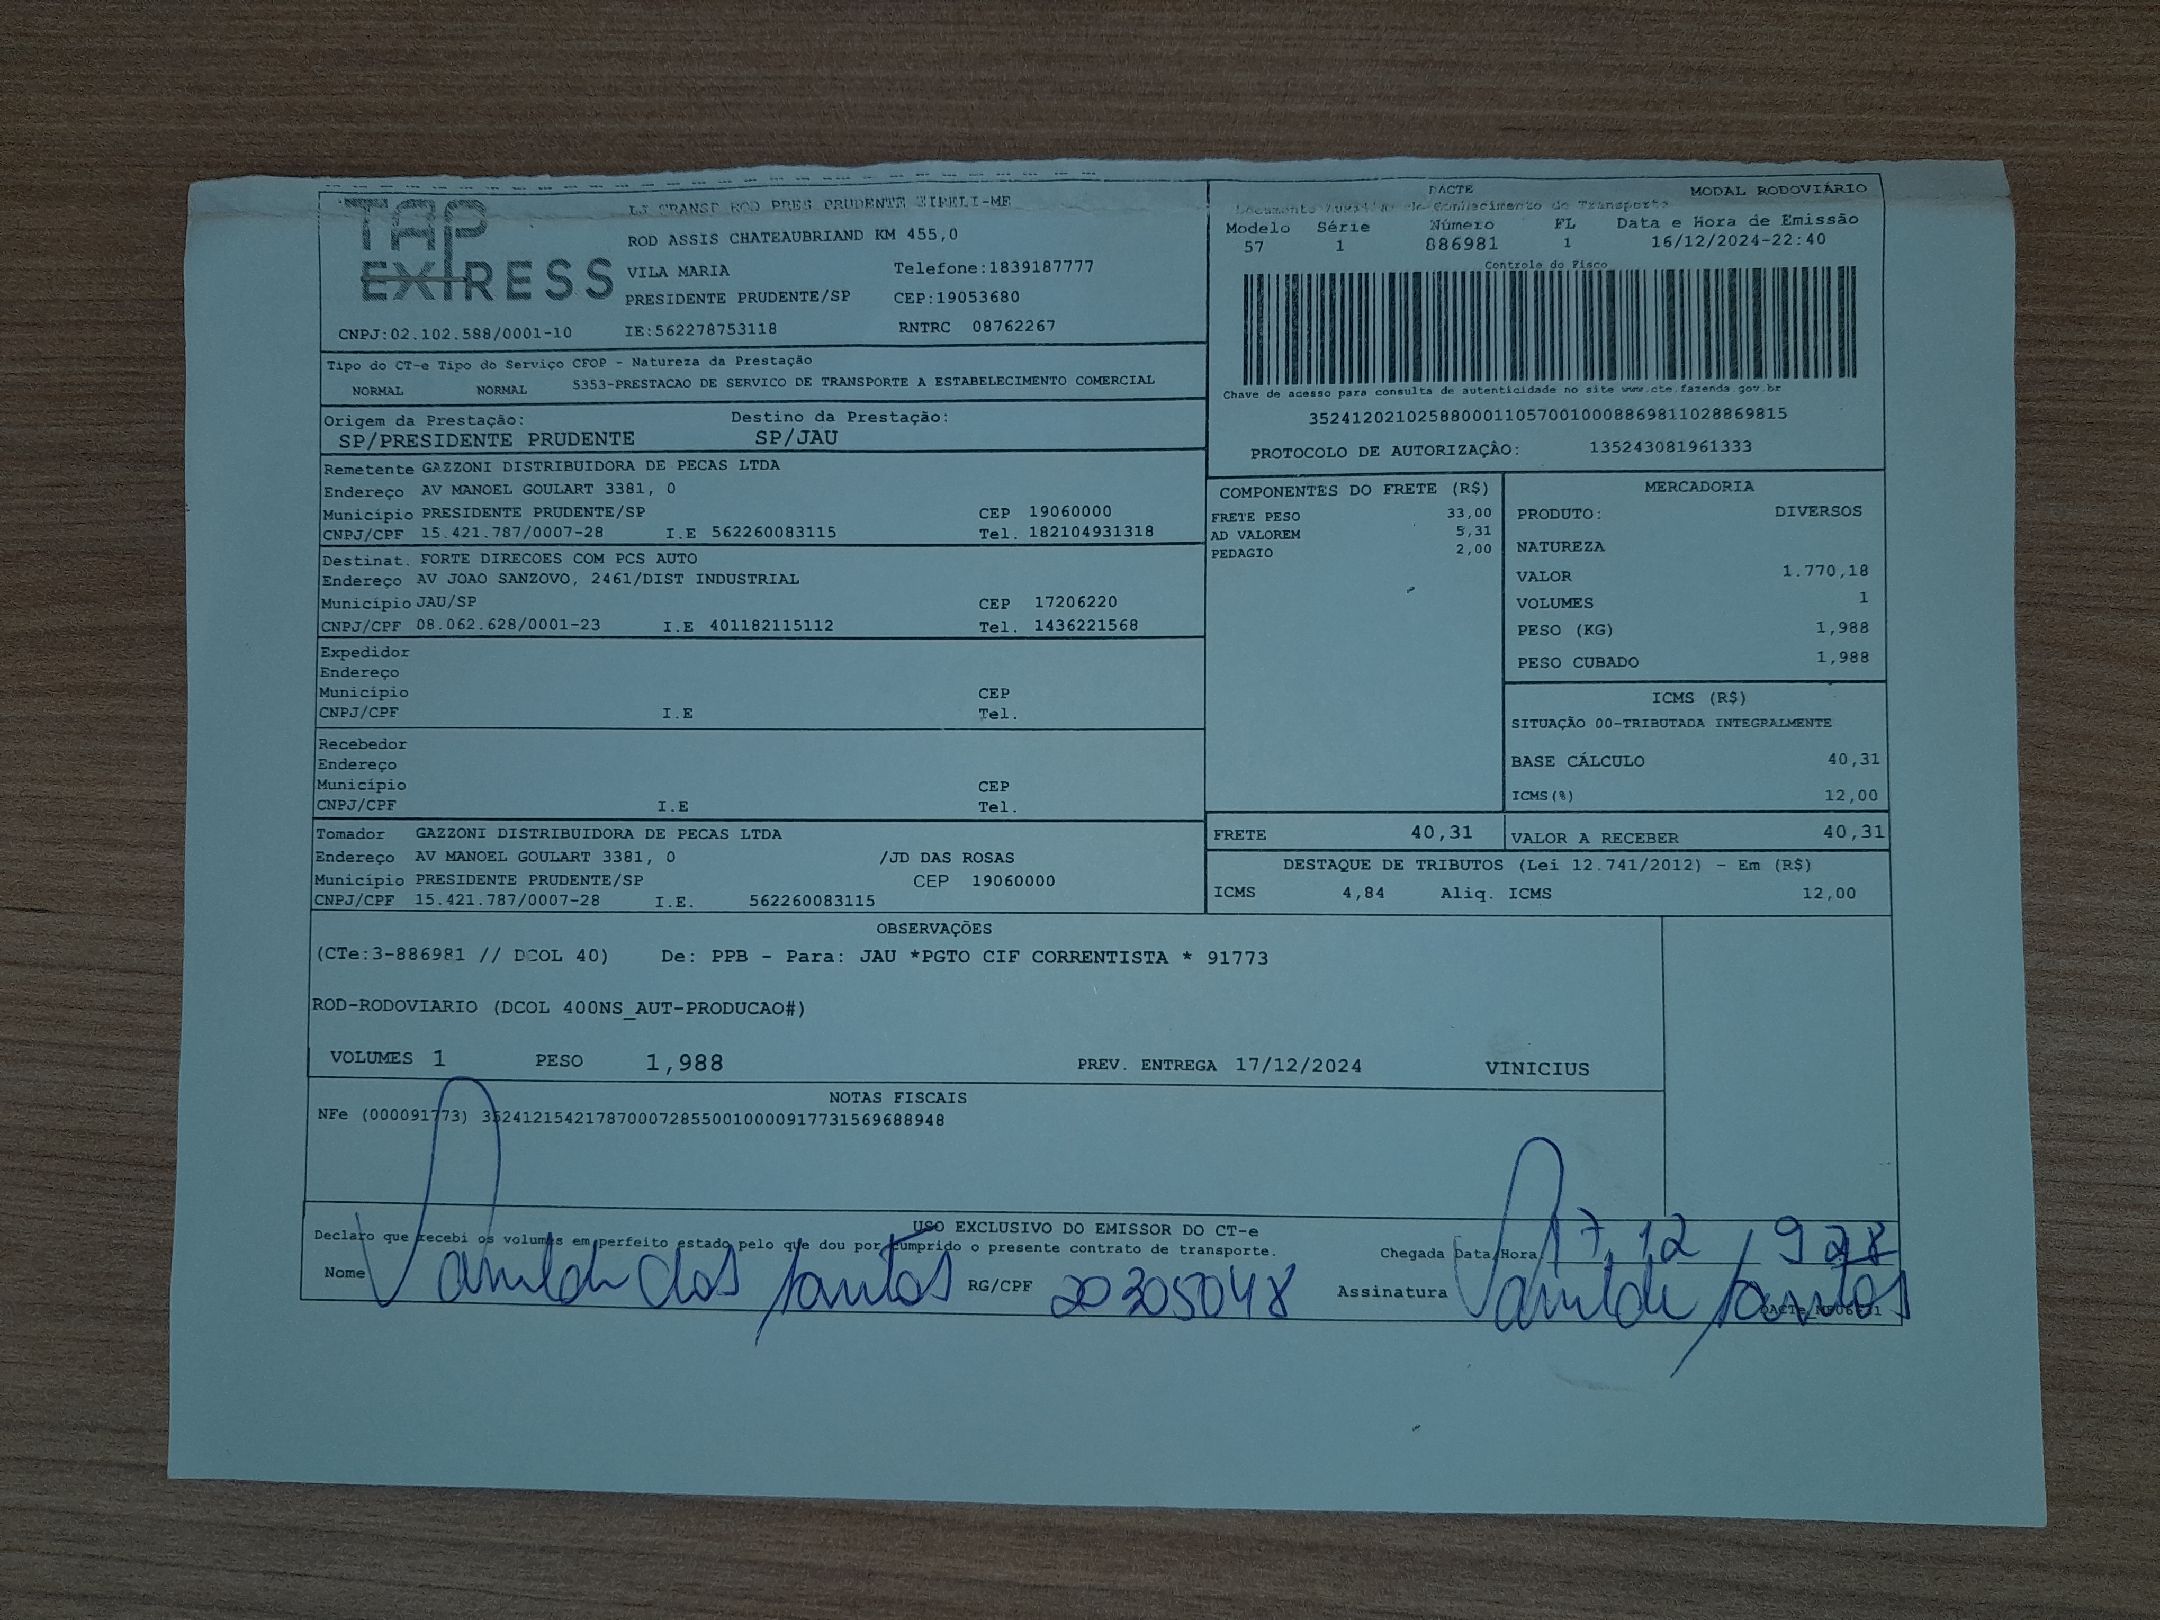 TAP
EXPRESS
LJ TRANSP ROD PRES PRUDENTE EIRELI-ME
ROD ASSIS CHATEAUBRIAND KM 455,0
VILA MARIA Telefone:1839187777
PRESIDENTE PRUDENTE/SP CEP:19053680
CNPJ:02.102.588/0001-10 IE:562278753118 RNTRC 08762267
DACTE MODAL RODOVIÁRIO
Documento Auxiliar do Conhecimento de Transporte
Modelo Série Número FL Data e Hora de Emissão
57 1 886981 1 16/12/2024-22:40
Controle do Fisco
Chave de acesso para consulta de autenticidade no site www.cte.fazenda.gov.br
35241202102588000110570010008869811028869815
PROTOCOLO DE AUTORIZAÇÃO: 135243081961333
Tipo do CT-e Tipo do Serviço CFOP - Natureza da Prestação
NORMAL NORMAL 5353-PRESTACAO DE SERVICO DE TRANSPORTE A ESTABELECIMENTO COMERCIAL
Origem da Prestação: Destino da Prestação:
SP/PRESIDENTE PRUDENTE SP/JAU
Remetente GAZZONI DISTRIBUIDORA DE PECAS LTDA
Endereço AV MANOEL GOULART 3381, 0
Município PRESIDENTE PRUDENTE/SP CEP 19060000
CNPJ/CPF 15.421.787/0007-28 I.E 562260083115 Tel. 182104931318
Destinat. FORTE DIRECOES COM PCS AUTO
Endereço AV JOAO SANZOVO, 2461/DIST INDUSTRIAL
Município JAU/SP CEP 17206220
CNPJ/CPF 08.062.628/0001-23 I.E 401182115112 Tel. 1436221568
Expedidor
Endereço
Município CEP
CNPJ/CPF I.E Tel.
Recebedor
Endereço
Município CEP
CNPJ/CPF I.E Tel.
Tomador GAZZONI DISTRIBUIDORA DE PECAS LTDA
Endereço AV MANOEL GOULART 3381, 0 /JD DAS ROSAS
Município PRESIDENTE PRUDENTE/SP CEP 19060000
CNPJ/CPF 15.421.787/0007-28 I.E. 562260083115
COMPONENTES DO FRETE (R$)
FRETE PESO 33,00
AD VALOREM 5,31
PEDAGIO 2,00
MERCADORIA
PRODUTO: DIVERSOS
NATUREZA
VALOR 1.770,18
VOLUMES 1
PESO (KG) 1,988
PESO CUBADO 1,988
ICMS (R$)
SITUAÇÃO 00-TRIBUTADA INTEGRALMENTE
BASE CÁLCULO 40,31
ICMS(%) 12,00
FRETE 40,31 VALOR A RECEBER 40,31
DESTAQUE DE TRIBUTOS (Lei 12.741/2012) - Em (R$)
ICMS 4,84 Aliq. ICMS 12,00
OBSERVAÇÕES
(CTe:3-886981 // DCOL 40) De: PPB - Para: JAU *PGTO CIF CORRENTISTA * 91773
ROD-RODOVIARIO (DCOL 400NS_AUT-PRODUCAO#)
VOLUMES 1 PESO 1,988 PREV. ENTREGA 17/12/2024 VINICIUS
NOTAS FISCAIS
NFe (000091773) 35241215421787000728550010000917731569688948
USO EXCLUSIVO DO EMISSOR DO CT-e
Declaro que recebi os volumes em perfeito estado pelo que dou por cumprido o presente contrato de transporte.
Chegada Data/Hora 17,12 / 9
Nome Vanilde dos Santos RG/CPF 20305048 Assinatura Vanilde Santos